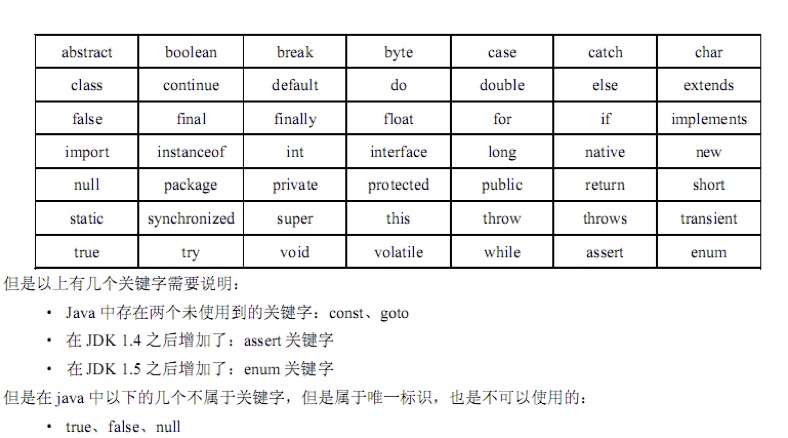 abstract boolean break byte case catch char
class continue default do double else extends
false final finally float for if implements
import instanceof int interface long native new
null package private protected public return short
static synchronized super this throw throws transient
true try void volatile while assert enum
但是以上有几个关键字需要说明：
• Java 中存在两个未使用到的关键字：const、goto
• 在 JDK 1.4 之后增加了：assert 关键字
• 在 JDK 1.5 之后增加了：enum 关键字
但是在 java 中以下的几个不属于关键字，但是属于唯一标识，也是不可以使用的：
• true、false、null